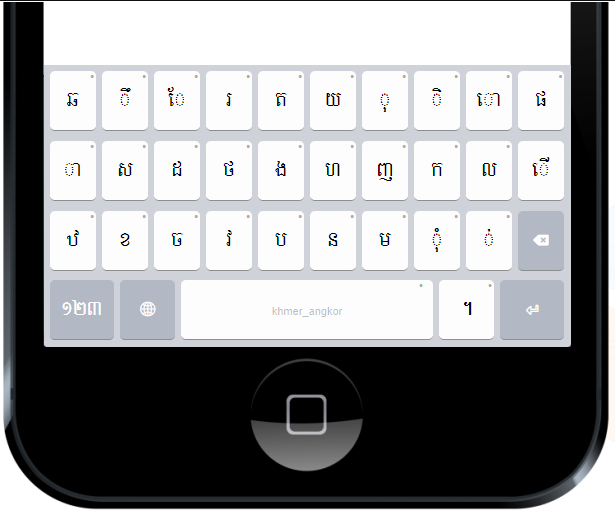 ឆ ឹ ែ រ ត យ ុ ិ ោ ផ
ា ស ដ ថ ង ហ ញ ក ល ើ
ឋ ខ ច វ ប ន ម ុំ ់
១២៣ khmer_angkor ។